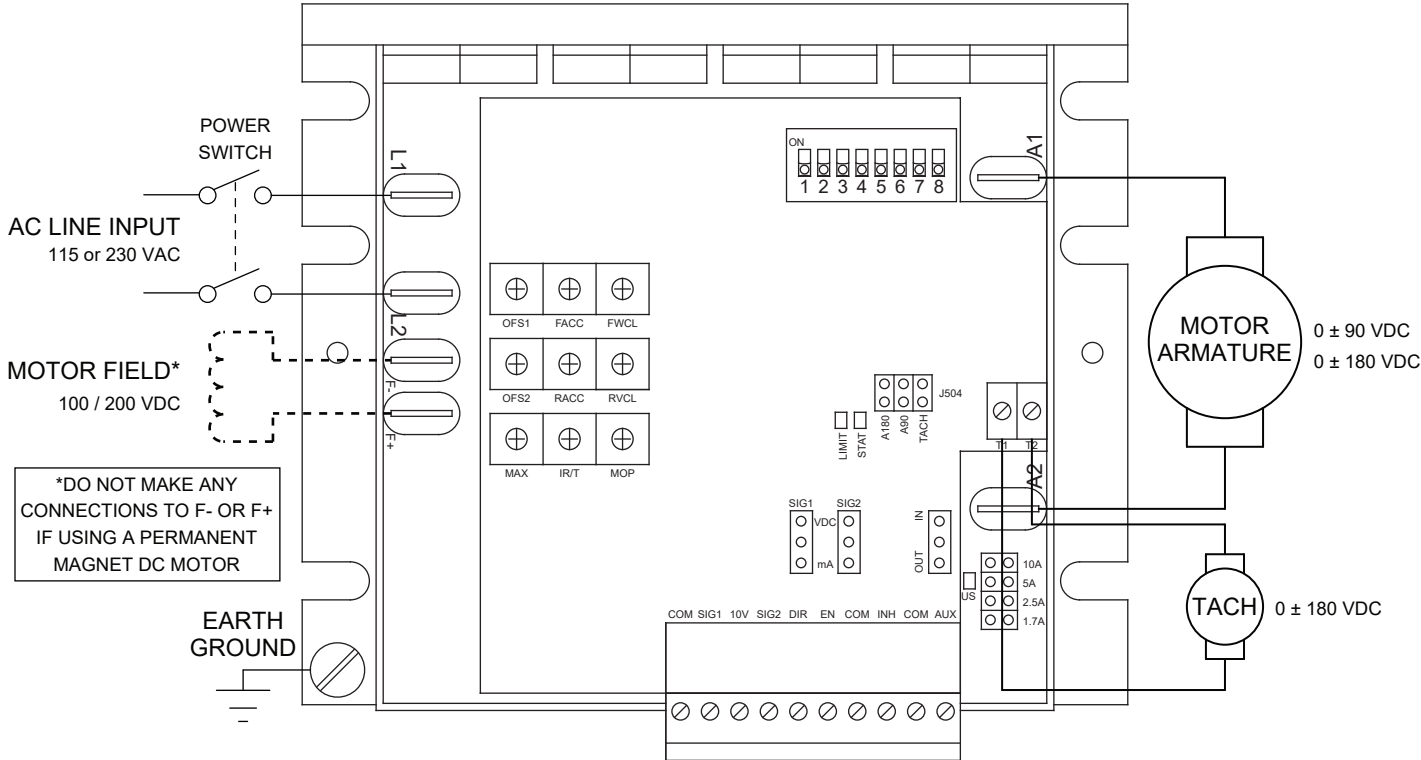 POWER
SWITCH
AC LINE INPUT
115 or 230 VAC
MOTOR FIELD*
100 / 200 VDC
*DO NOT MAKE ANY
CONNECTIONS TO F- OR F+
IF USING A PERMANENT
MAGNET DC MOTOR
EARTH
GROUND
L1
L2
F-
F+
OFS1 FACC FWCL
OFS2 RACC RVCL
MAX IR/T MOP
ON
1 2 3 4 5 6 7 8
A1
LIMIT
STAT
A180
A90
TACH
J504
T1 T2
A2
SIG1 SIG2
VDC
mA
IN
OUT
US
10A
5A
2.5A
1.7A
COM SIG1 10V SIG2 DIR EN COM INH COM AUX
MOTOR
ARMATURE
0 ± 90 VDC
0 ± 180 VDC
TACH
0 ± 180 VDC